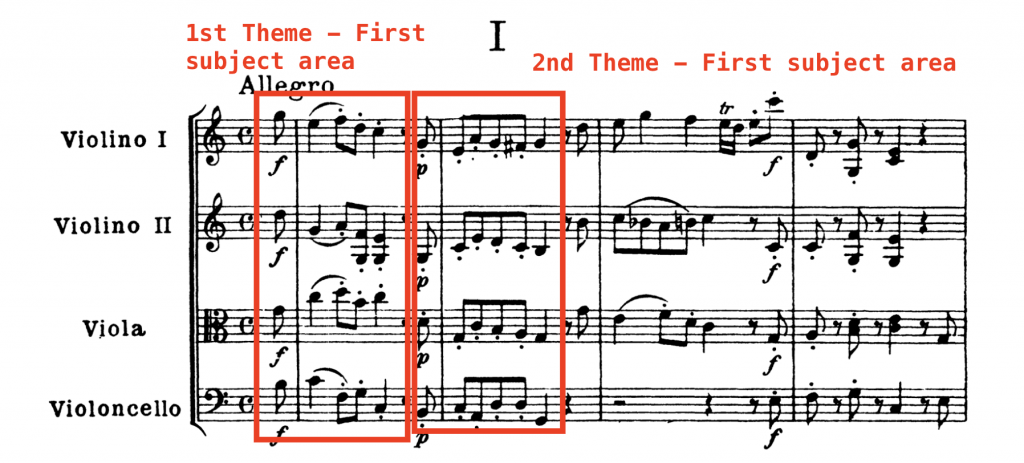 1st Theme – First
subject area
I
2nd Theme – First subject area
Allegro
Violino I
tr
f
p
f
Violino II
f
p
f
Viola
f
p
f
Violoncello
f
p
f